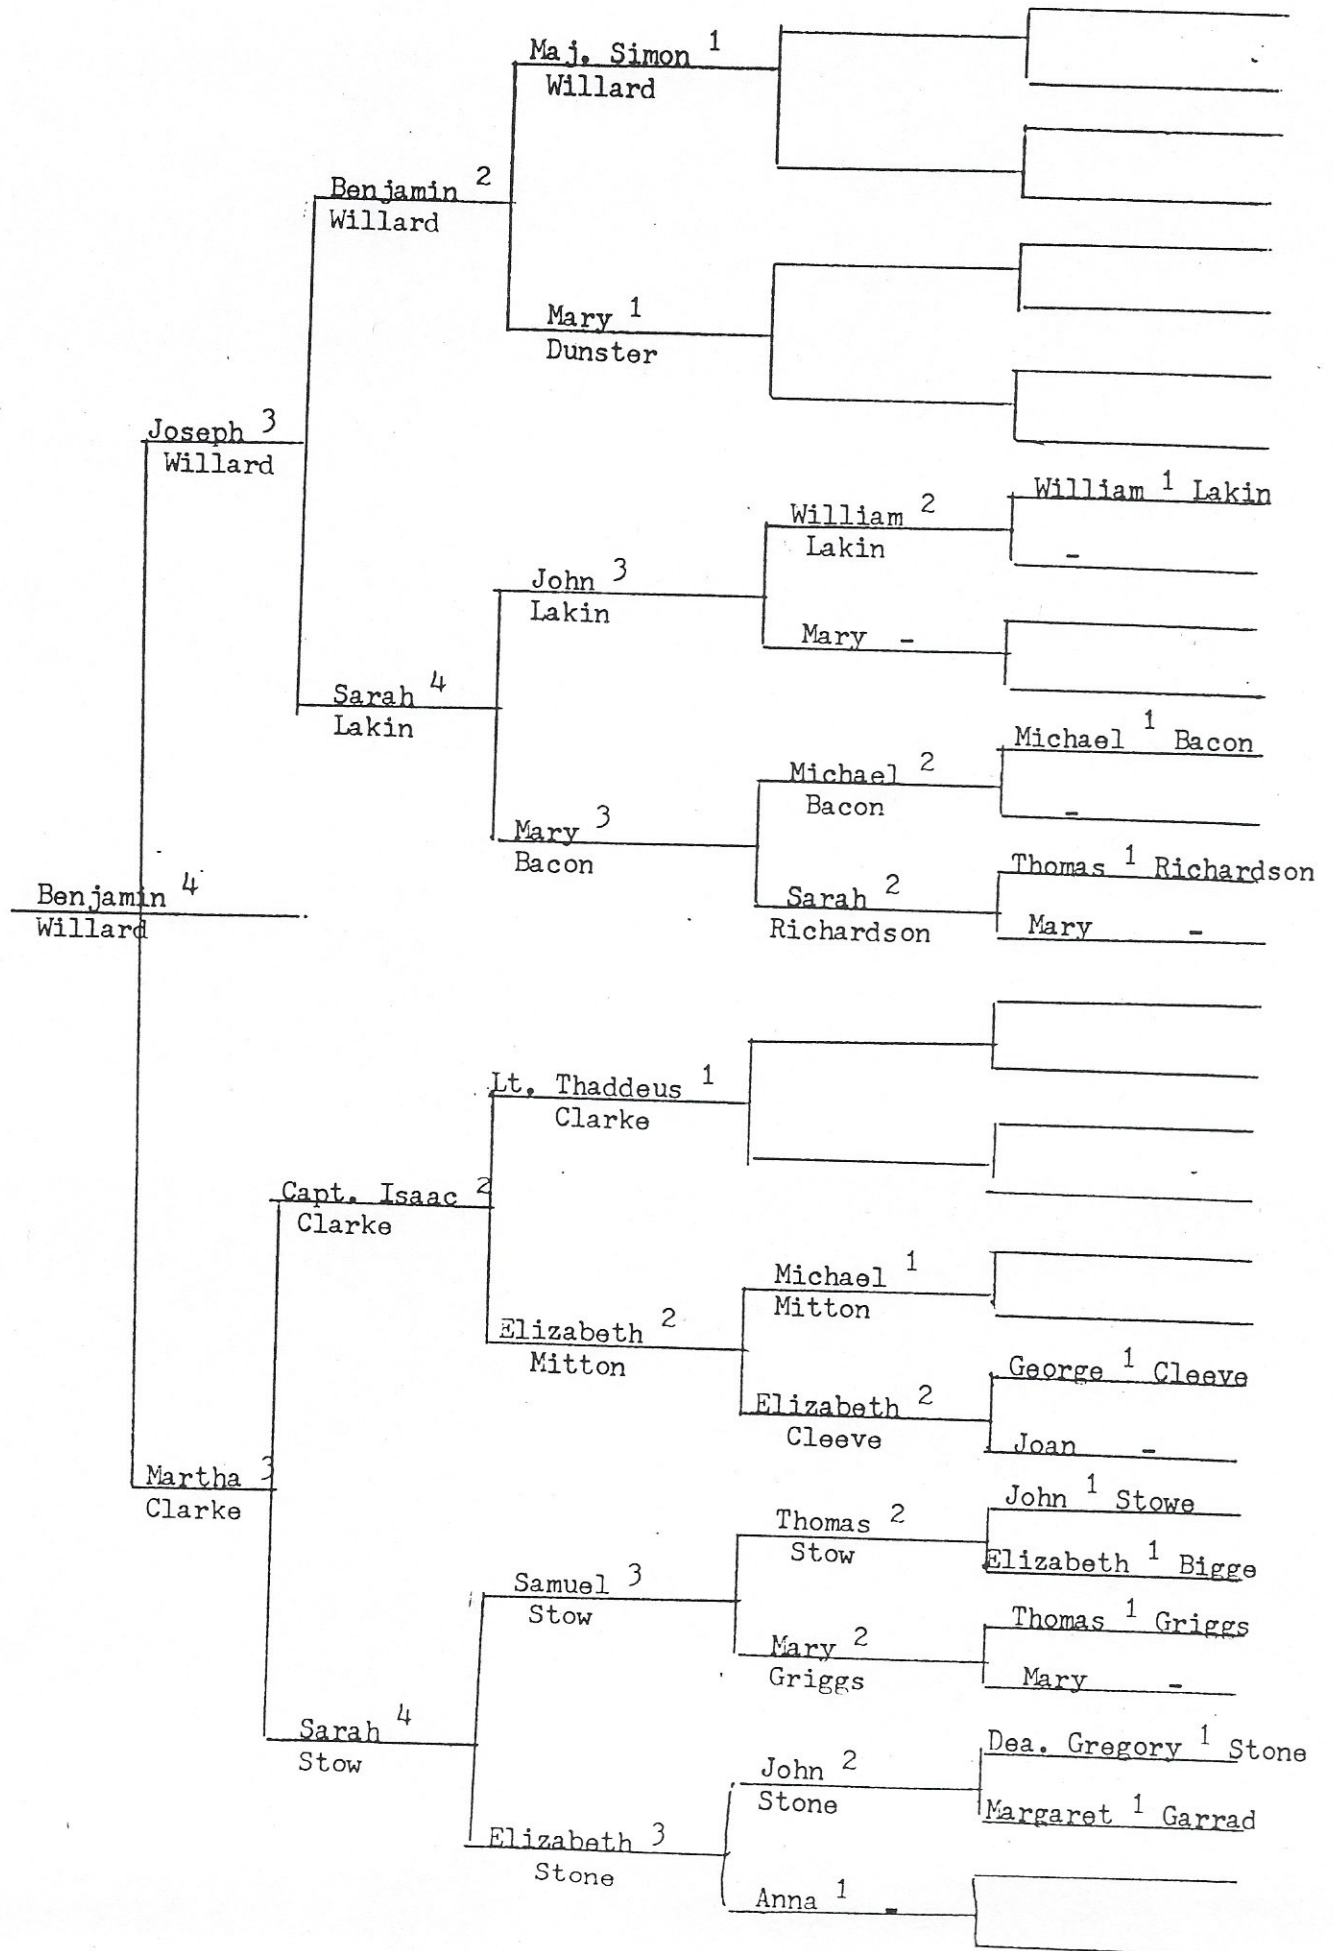 Maj. Simon 1
Willard
Benjamin 2
Willard
Mary 1
Dunster
Joseph 3
Willard
William 1 Lakin
William 2
Lakin
-
John 3
Lakin
Mary -
Sarah 4
Lakin
Michael 1 Bacon
Michael 2
Bacon
-
Mary 3
Bacon
Thomas 1 Richardson
Sarah 2
Richardson
Mary -
Benjamin 4
Willard
Lt. Thaddeus 1
Clarke
Capt. Isaac 2
Clarke
Michael 1
Mitton
Elizabeth 2
Mitton
George 1 Cleeve
Elizabeth 2
Cleeve
Joan -
Martha 3
Clarke
John 1 Stowe
Thomas 2
Stow
Elizabeth 1 Bigge
Samuel 3
Stow
Thomas 1 Griggs
Mary 2
Griggs
Mary -
Sarah 4
Stow
Dea. Gregory 1 Stone
John 2
Stone
Margaret 1 Garrad
Elizabeth 3
Stone
Anna 1 -